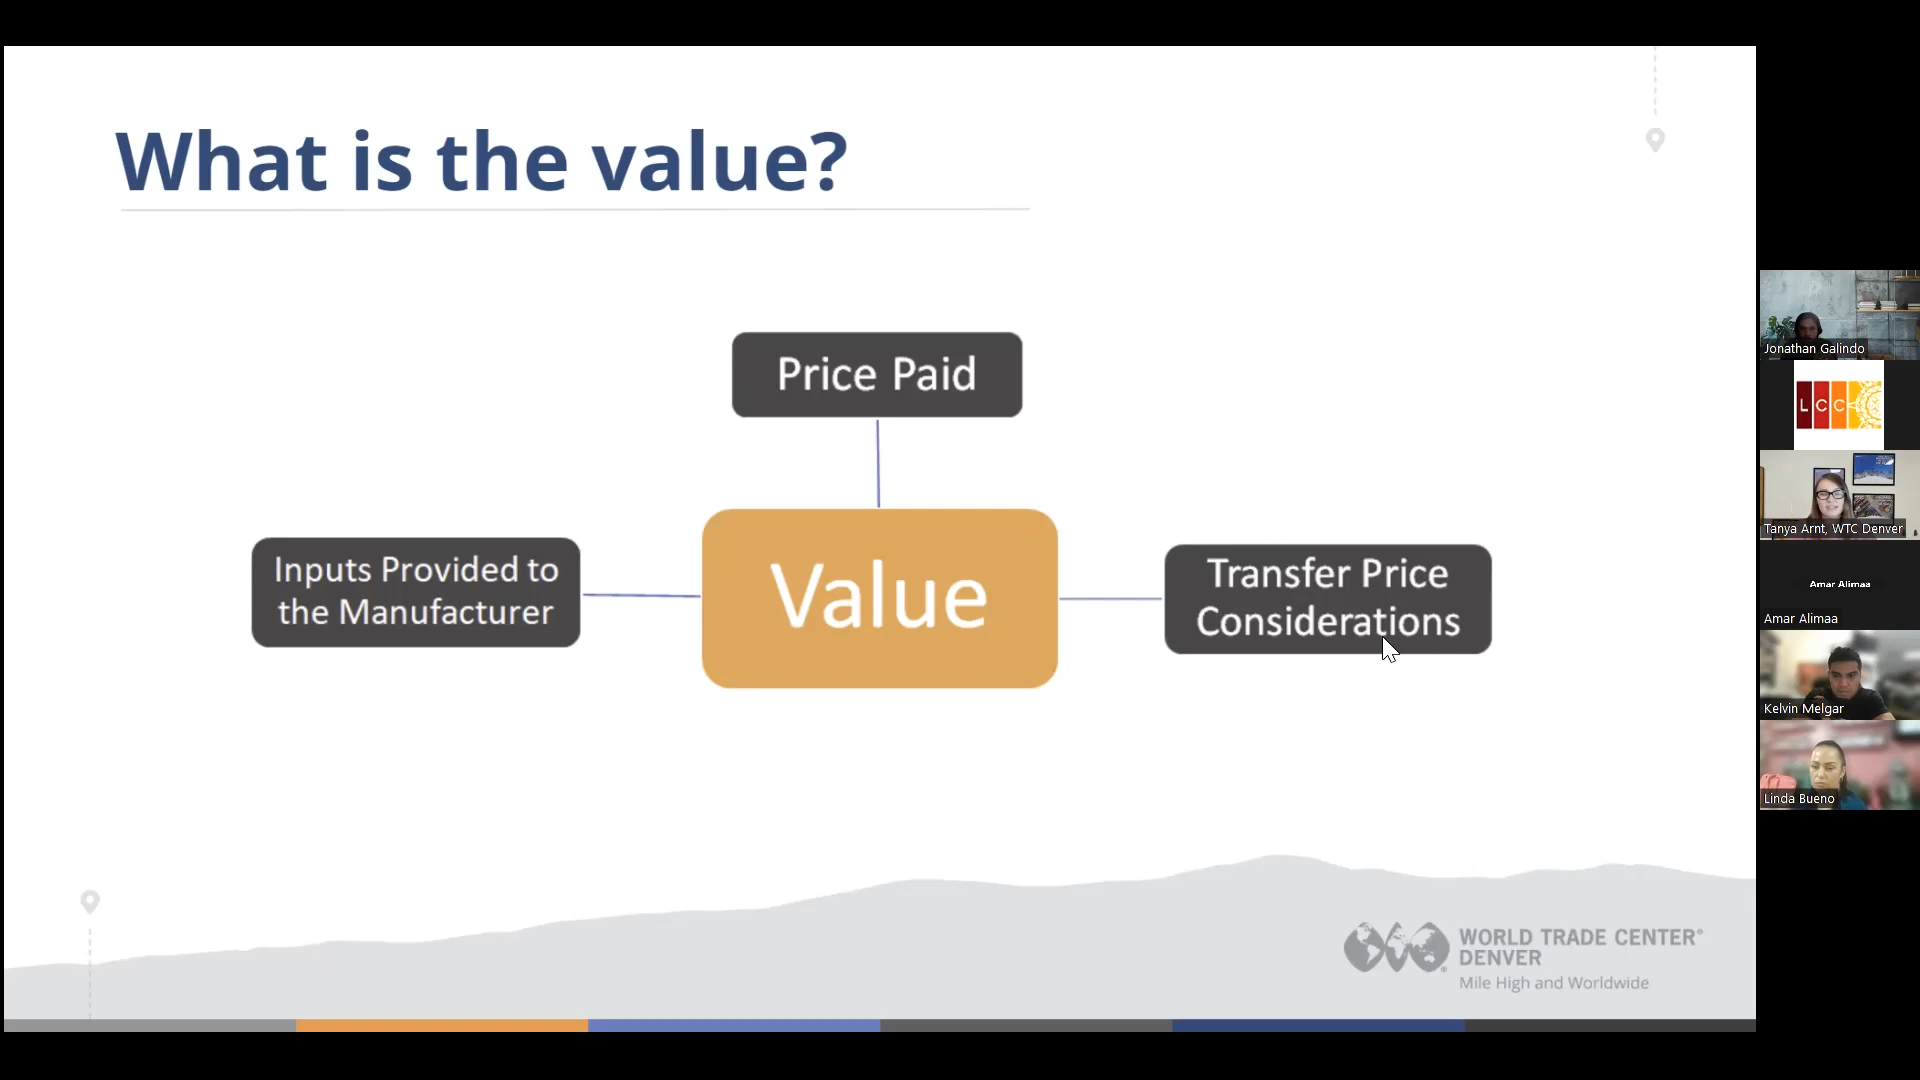 What is the value?
Price Paid
Inputs Provided to
the Manufacturer
Value
Transfer Price
Considerations
WORLD TRADE CENTER®
DENVER
Mile High and Worldwide
Jonathan Galindo
LCC
Tanya Arnt, WTC Denver
Amar Alimaa
Amar Alimaa
Kelvin Melgar
Linda Bueno